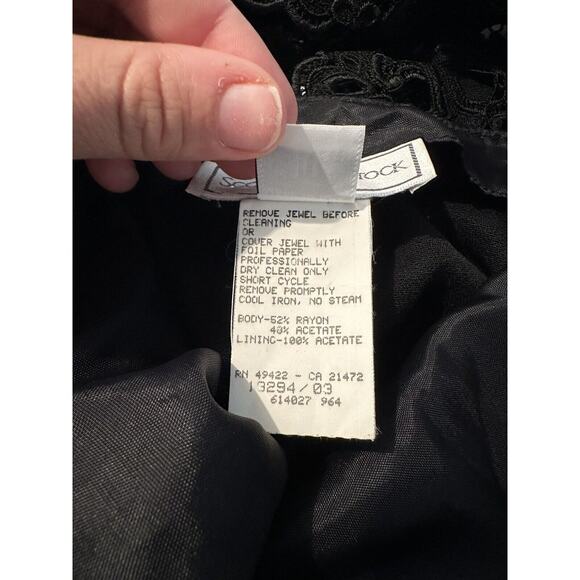 REMOVE JEWEL BEFORE
CLEANING
OR
COVER JEWEL WITH
FOIL PAPER
PROFESSIONALLY
DRY CLEAN ONLY
SHORT CYCLE
REMOVE PROMPTLY
COOL IRON, NO STEAM
BODY-52% RAYON
48% ACETATE
LINING-100% ACETATE
RN 49422 - CA 21472
13294/03
614027 964